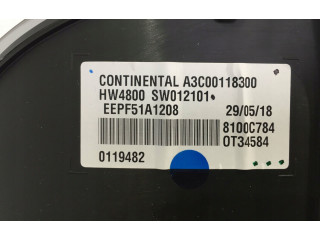 CONTINENTAL A3C00118300
HW4800 SW012101
EEPF51A1208 29/05/18
8100C784
0119482 OT34584